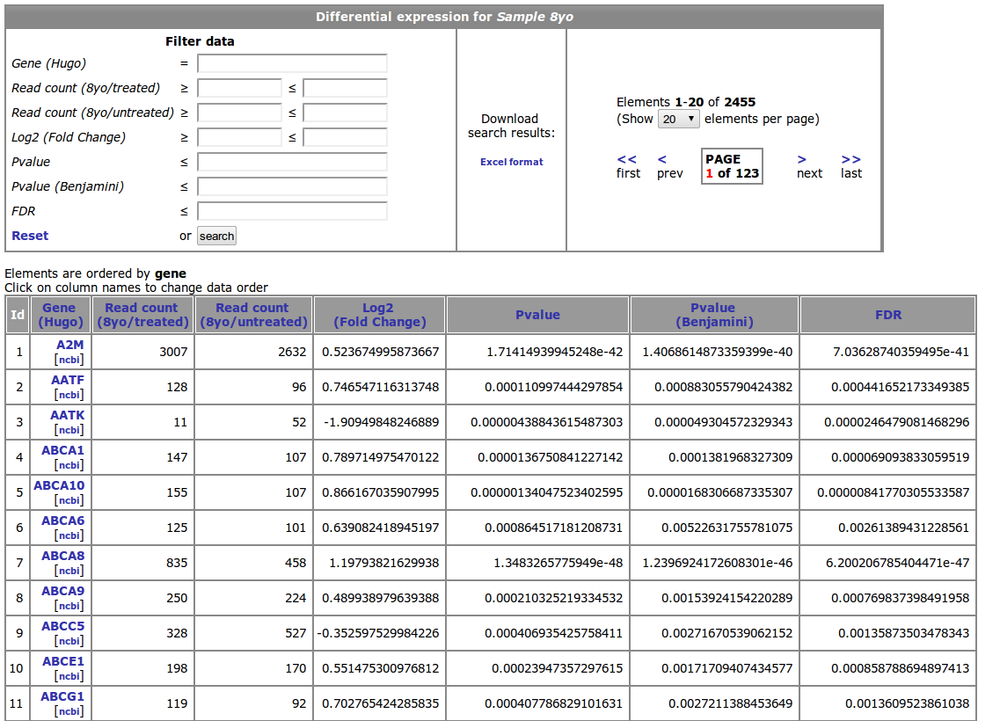 Differential expression for Sample 8yo
Filter data
Gene (Hugo) =
Read count (8yo/treated) ≥ ≤
Read count (8yo/untreated) ≥ ≤
Log2 (Fold Change) ≥ ≤
Pvalue ≤
Pvalue (Benjamini) ≤
FDR ≤
Reset or search
Download
search results:
Excel format
Elements 1-20 of 2455
(Show 20 ▼ elements per page)
<< < PAGE > >>
first prev 1 of 123 next last
Elements are ordered by gene
Click on column names to change data order
Id Gene (Hugo) Read count (8yo/treated) Read count (8yo/untreated) Log2 (Fold Change) Pvalue Pvalue (Benjamini) FDR
1 A2M [ncbi] 3007 2632 0.523674995873667 1.71414939945248e-42 1.4068614873359399e-40 7.03628740359495e-41
2 AATF [ncbi] 128 96 0.746547116313748 0.000110997444297854 0.000883055790424382 0.000441652173349385
3 AATK [ncbi] 11 52 -1.90949848246889 0.00000438843615487303 0.000049304572329343 0.0000246479081468296
4 ABCA1 [ncbi] 147 107 0.789714975470122 0.0000136750841227142 0.0001381968327309 0.000069093833059519
5 ABCA10 [ncbi] 155 107 0.866167035907995 0.00000134047523402595 0.0000168306687335307 0.00000841770305533587
6 ABCA6 [ncbi] 125 101 0.639082418945197 0.000864517181208731 0.00522631755781075 0.00261389431228561
7 ABCA8 [ncbi] 835 458 1.19793821629938 1.3483265775949e-48 1.2396924172608301e-46 6.200206785404471e-47
8 ABCA9 [ncbi] 250 224 0.489938979639388 0.000210325219334532 0.00153924154220289 0.000769837398491958
9 ABCC5 [ncbi] 328 527 -0.352597529984226 0.000406935425758411 0.00271670539062152 0.00135873503478343
10 ABCE1 [ncbi] 198 170 0.551475300976812 0.00023947357297615 0.00171709407434577 0.000858788694897413
11 ABCG1 [ncbi] 119 92 0.702765424285835 0.000407786829101631 0.0027211388453649 0.0013609523861038